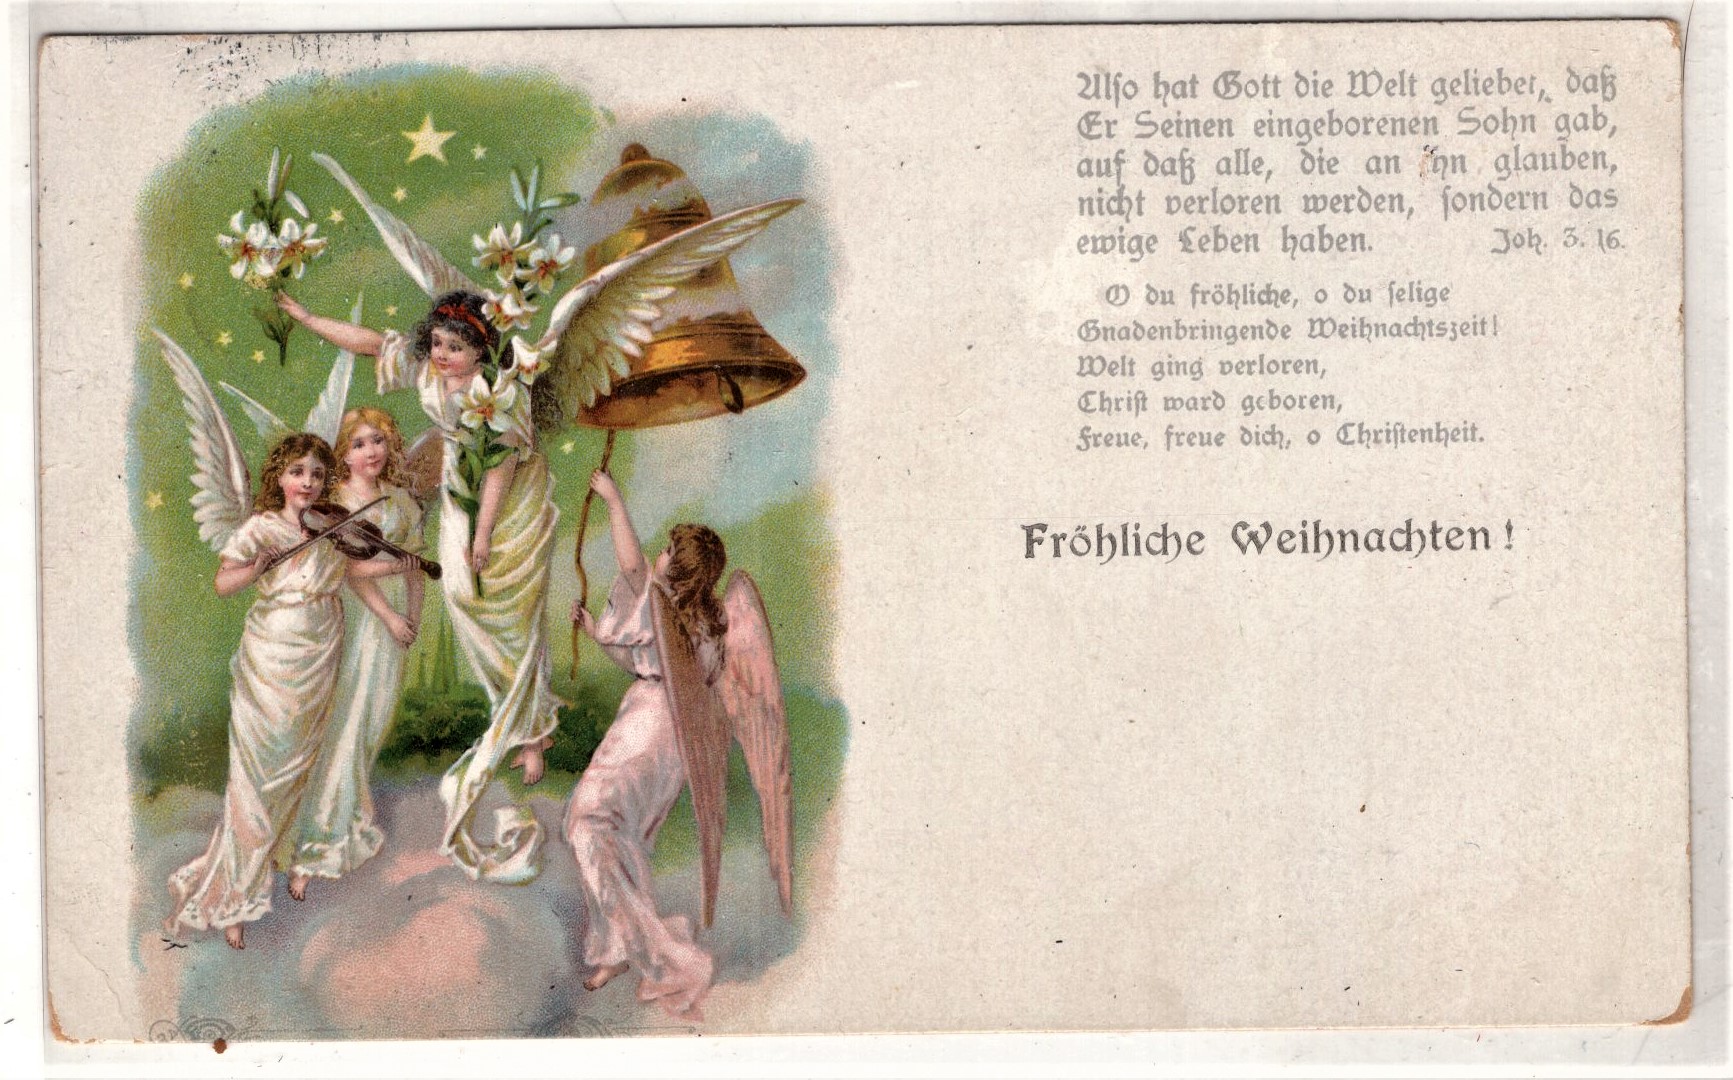 Also hat Gott die Welt geliebet, daß
Er Seinen eingeborenen Sohn gab,
auf daß alle, die an ihn glauben,
nicht verloren werden, sondern das
ewige Leben haben. Joh. 3. 16.
O du fröhliche, o du selige
Gnadenbringende Weihnachtszeit!
Welt ging verloren,
Christ ward geboren,
Freue, freue dich, o Christenheit.
Fröhliche Weihnachten!